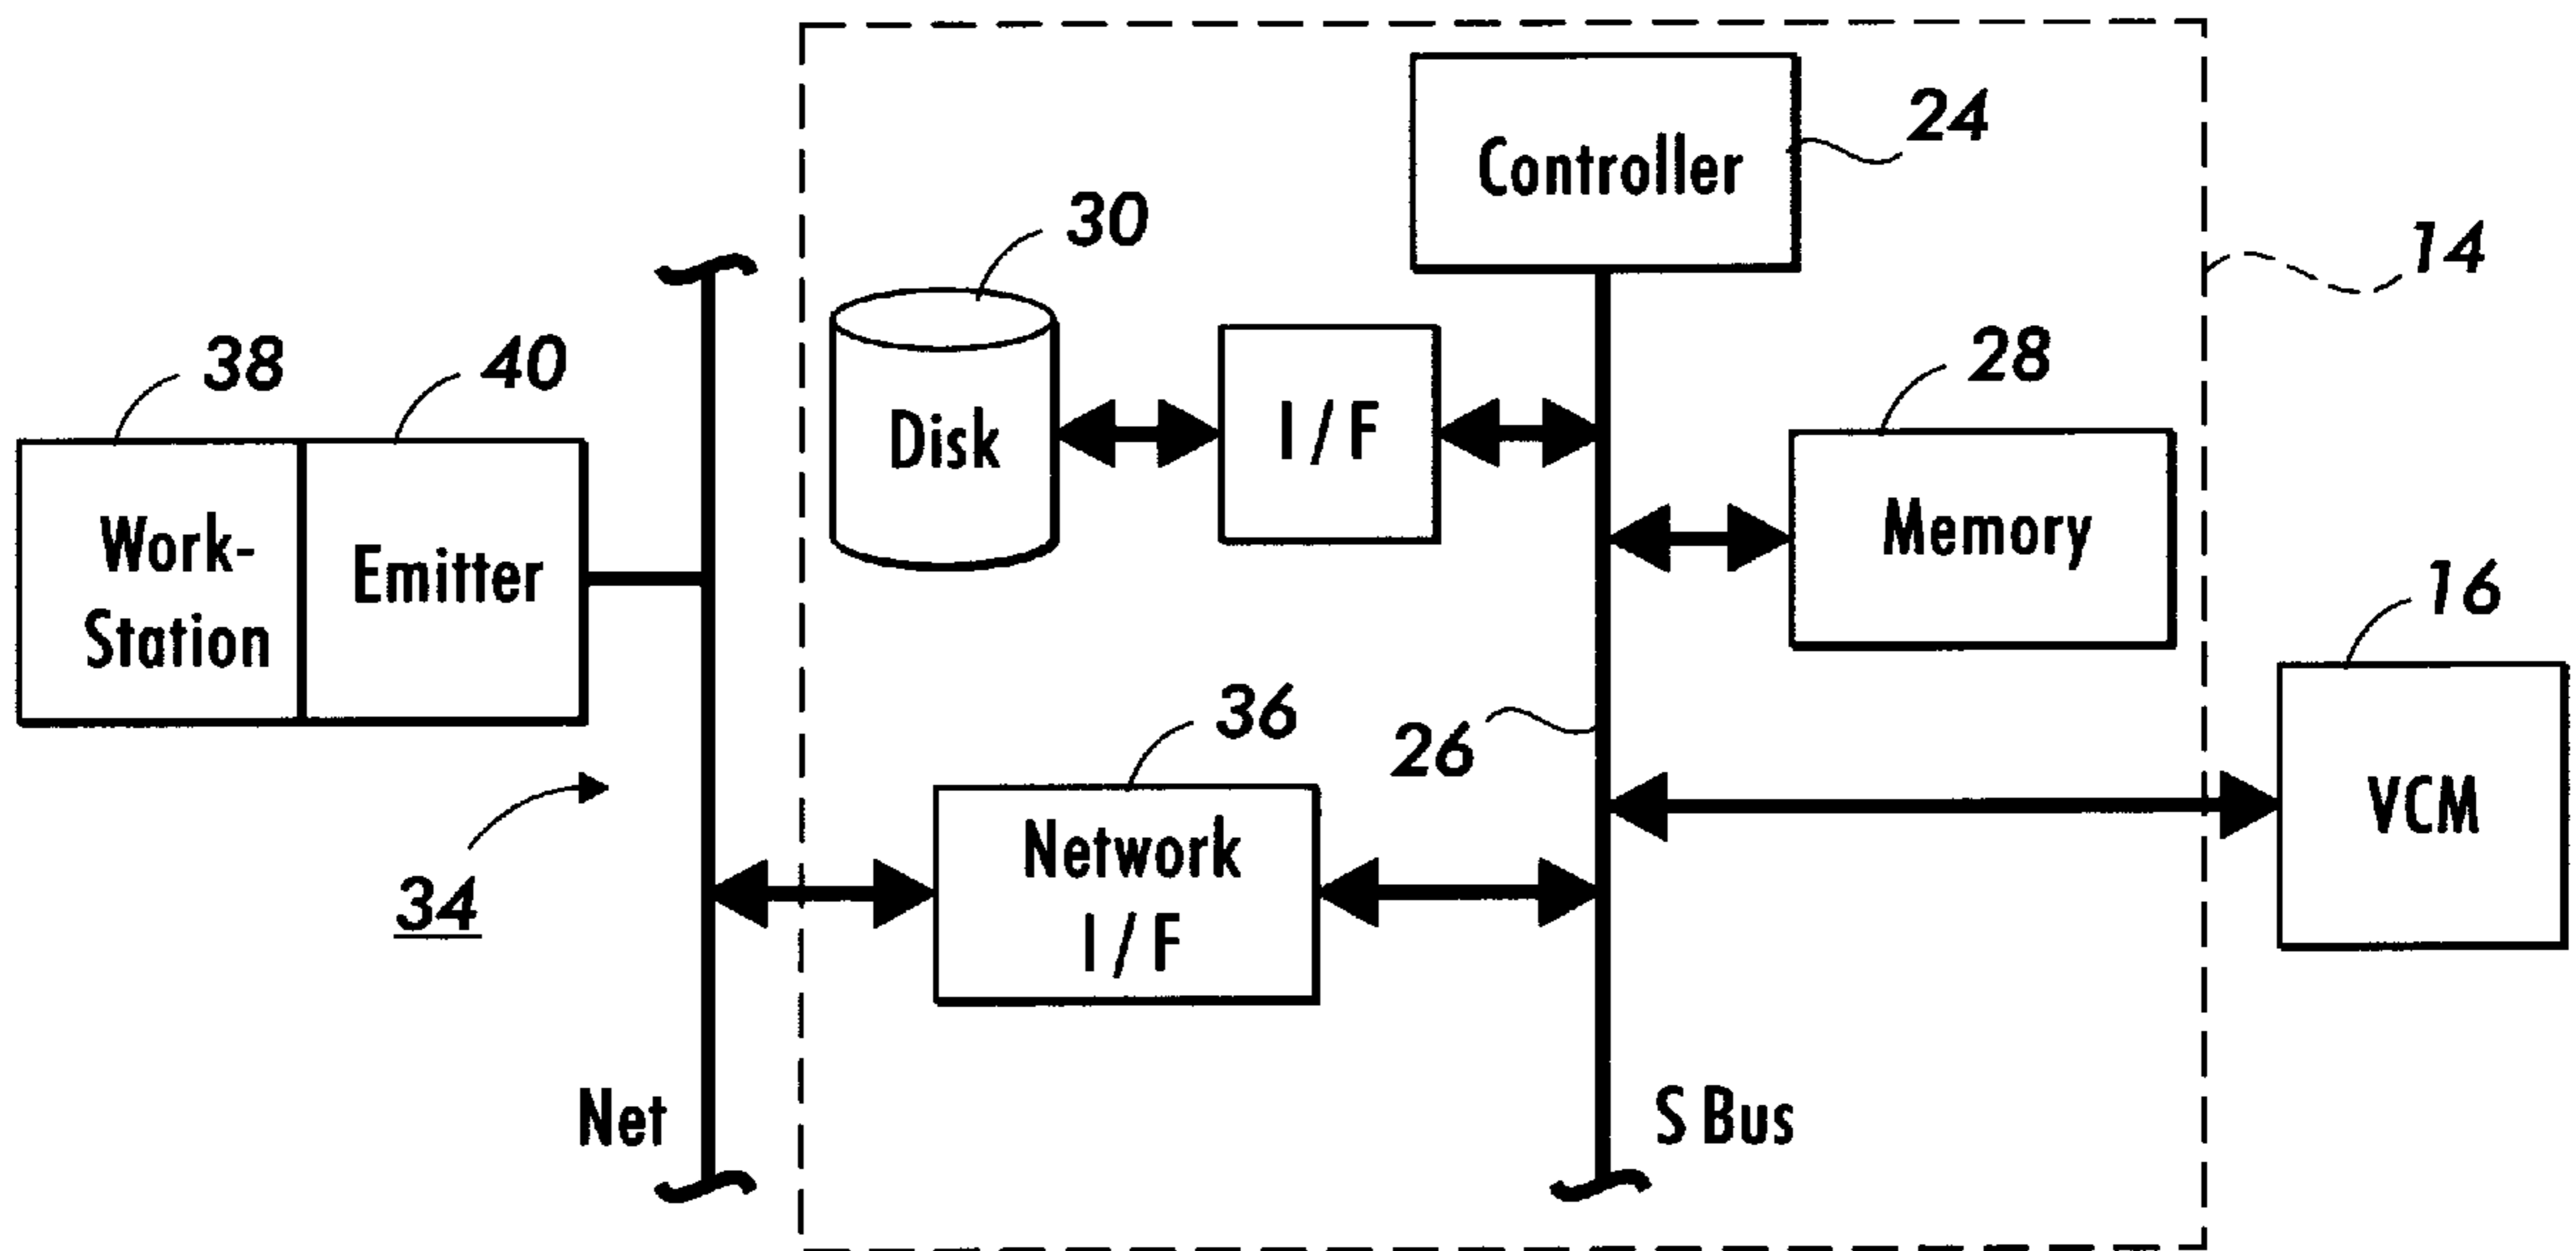 Controller
24
14
30
Disk
I / F
28
Memory
38
40
Work-
Station
Emitter
16
VCM
36
26
Network
I / F
34
Net
S Bus